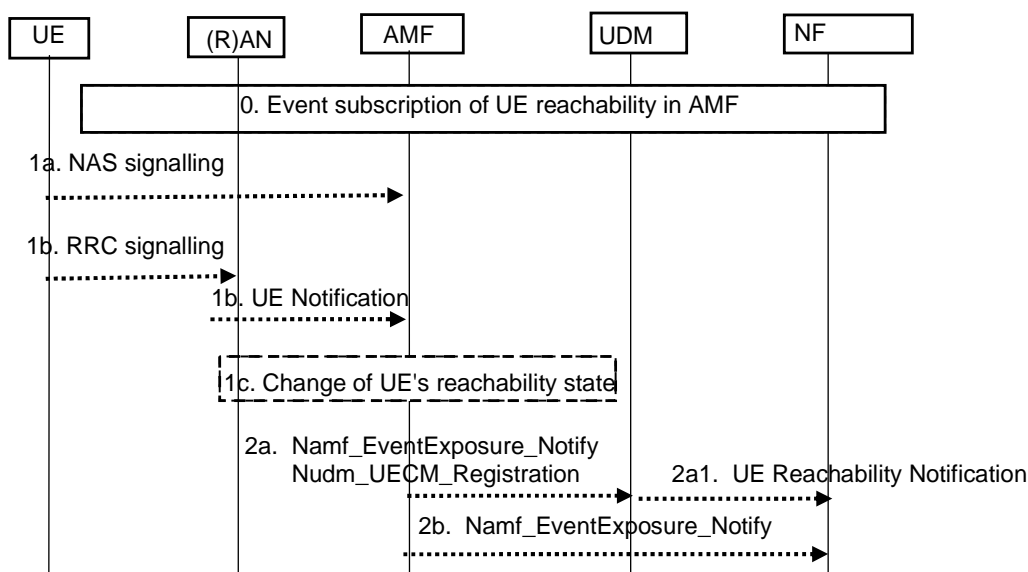 UE
(R)AN
AMF
UDM
NF
0. Event subscription of UE reachability in AMF
1a. NAS signalling
1b. RRC signalling
1b. UE Notification
1c. Change of UE's reachability state
2a. Namf_EventExposure_Notify
Nudm_UECM_Registration
2a1. UE Reachability Notification
2b. Namf_EventExposure_Notify